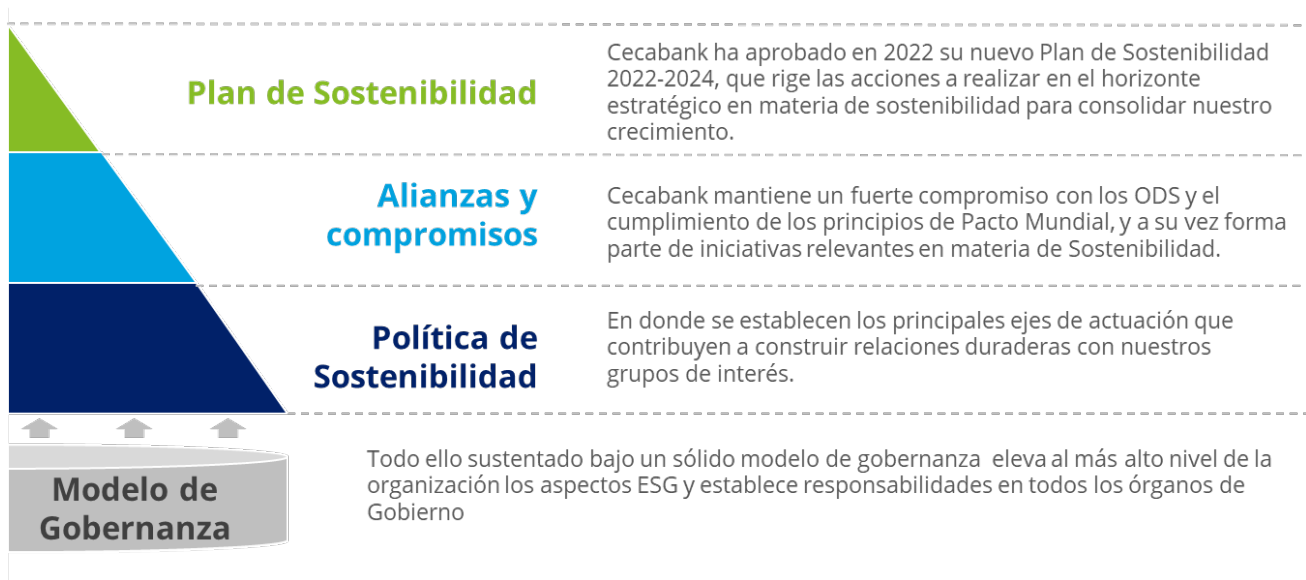 Plan de Sostenibilidad
Cecabank ha aprobado en 2022 su nuevo Plan de Sostenibilidad
2022-2024, que rige las acciones a realizar en el horizonte
estratégico en materia de sostenibilidad para consolidar nuestro
crecimiento.
Alianzas y
compromisos
Cecabank mantiene un fuerte compromiso con los ODS y el
cumplimiento de los principios de Pacto Mundial, y a su vez forma
parte de iniciativas relevantes en materia de Sostenibilidad.
Política de
Sostenibilidad
En donde se establecen los principales ejes de actuación que
contribuyen a construir relaciones duraderas con nuestros
grupos de interés.
Modelo de
Gobernanza
Todo ello sustentado bajo un sólido modelo de gobernanza eleva al más alto nivel de la
organización los aspectos ESG y establece responsabilidades en todos los órganos de
Gobierno